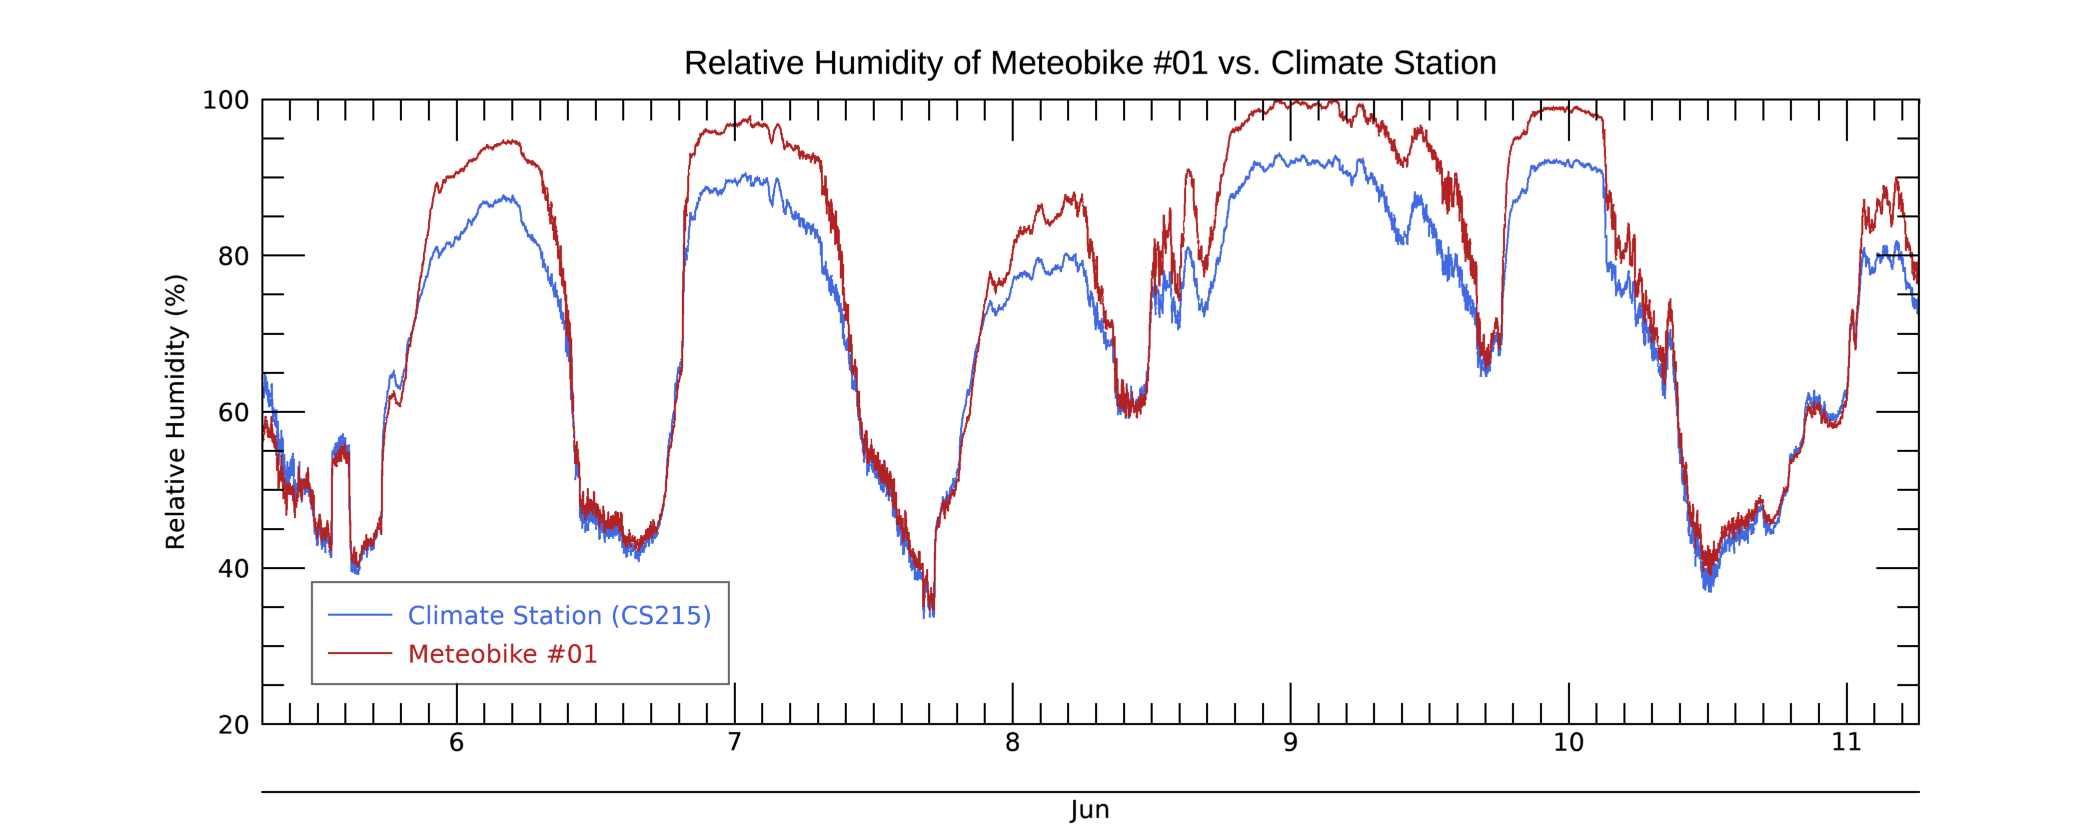 Relative Humidity of Meteobike #01 vs. Climate Station
Relative Humidity (%)
100
80
60
40
20
Climate Station (CS215)
Meteobike #01
6 7 8 9 10 11
Jun